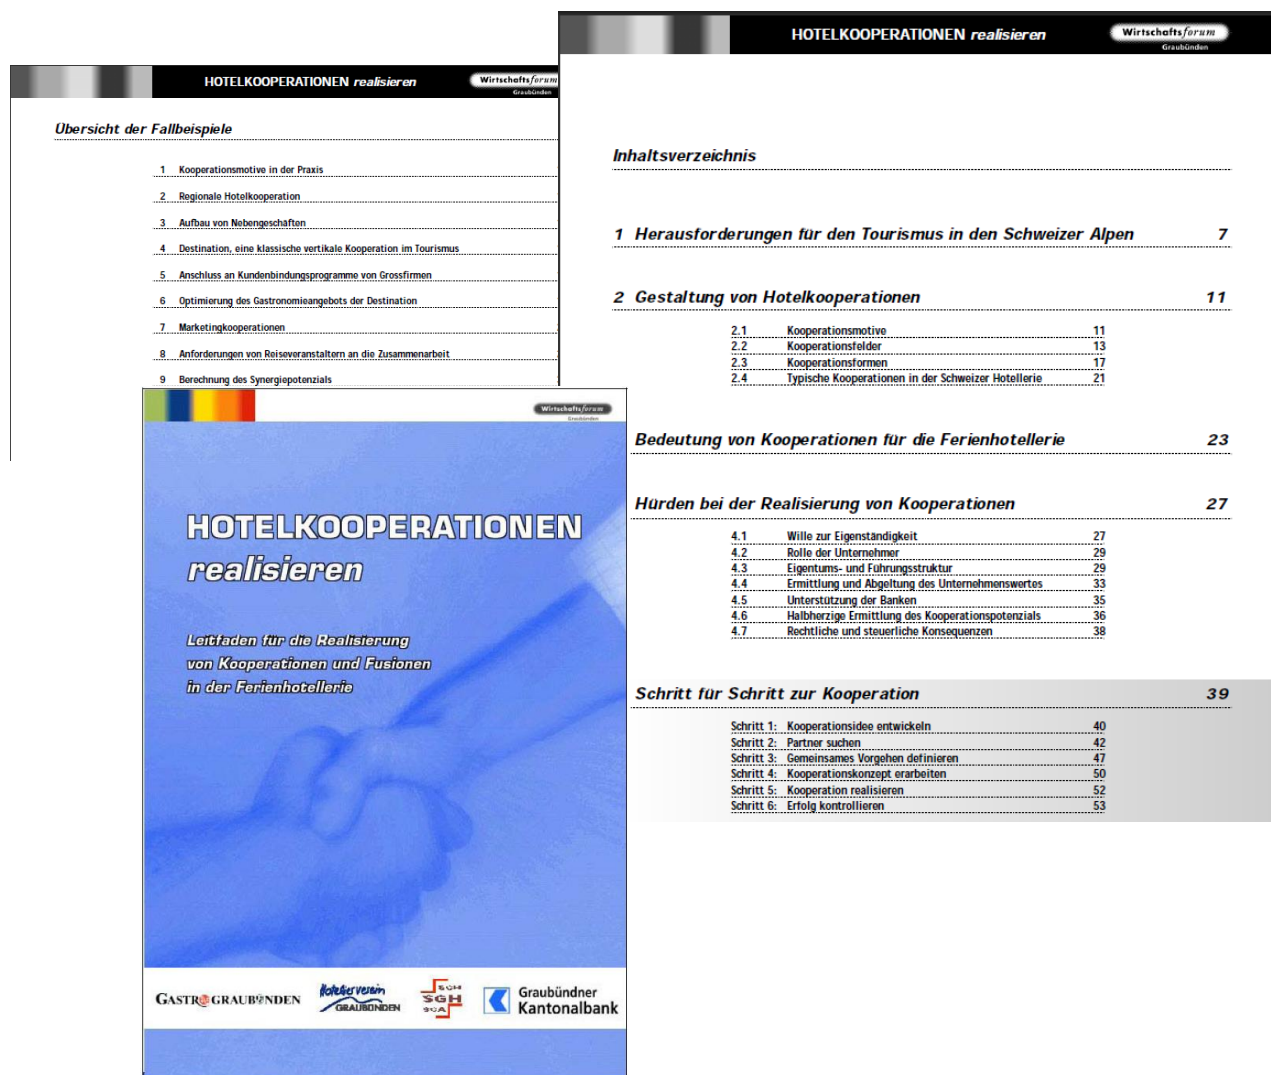 HOTELKOOPERATIONEN realisieren
Wirtschaftsforum
Graubünden
Übersicht der Fallbeispiele
1 Kooperationsmotive in der Praxis
2 Regionale Hotelkooperation
3 Aufbau von Nebengeschäften
4 Destination, eine klassische vertikale Kooperation im Tourismus
5 Anschluss an Kundenbindungsprogramme von Grossfirmen
6 Optimierung des Gastronomieangebots der Destination
7 Marketingkooperationen
8 Anforderungen von Reiseveranstaltern an die Zusammenarbeit
9 Berechnung des Synergiepotenzials
HOTELKOOPERATIONEN realisieren
Wirtschaftsforum
Graubünden
Inhaltsverzeichnis
1 Herausforderungen für den Tourismus in den Schweizer Alpen 7
2 Gestaltung von Hotelkooperationen 11
2.1 Kooperationsmotive 11
2.2 Kooperationsfelder 13
2.3 Kooperationsformen 17
2.4 Typische Kooperationen in der Schweizer Hotellerie 21
Bedeutung von Kooperationen für die Ferienhotellerie 23
Hürden bei der Realisierung von Kooperationen 27
4.1 Wille zur Eigenständigkeit 27
4.2 Rolle der Unternehmer 29
4.3 Eigentums- und Führungsstruktur 29
4.4 Ermittlung und Abgeltung des Unternehmenswertes 33
4.5 Unterstützung der Banken 35
4.6 Halbherzige Ermittlung des Kooperationspotenzials 36
4.7 Rechtliche und steuerliche Konsequenzen 38
Schritt für Schritt zur Kooperation 39
Schritt 1: Kooperationsidee entwickeln 40
Schritt 2: Partner suchen 42
Schritt 3: Gemeinsames Vorgehen definieren 47
Schritt 4: Kooperationskonzept erarbeiten 50
Schritt 5: Kooperation realisieren 52
Schritt 6: Erfolg kontrollieren 53
Wirtschaftsforum
Graubünden
HOTELKOOPERATIONEN
realisieren
Leitfaden für die Realisierung
von Kooperationen und Fusionen
in der Ferienhotellerie
GASTROGRAUBÜNDEN
Hotelierverein
GRAUBÜNDEN
SGH
SGH
SCA
Graubündner
Kantonalbank